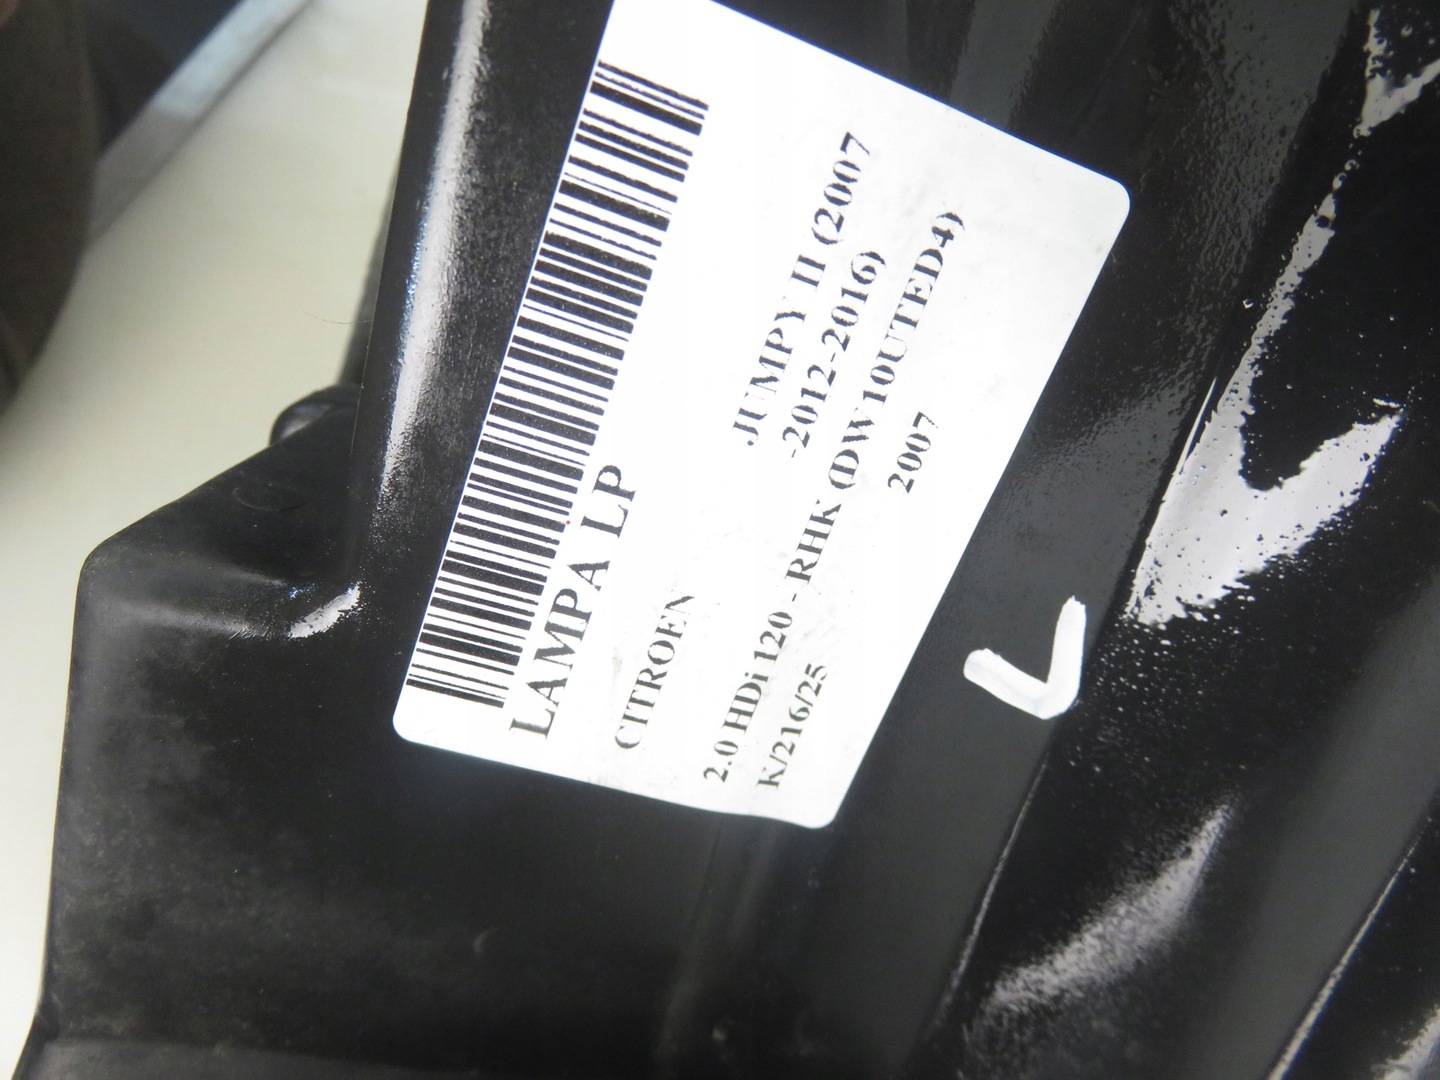 LAMPA LP
CITROEN
JUMPY II (2007
-2012-2016)
2.0 HDi 120 - RHK (DW10UTED4)
K/216/25
2007
L